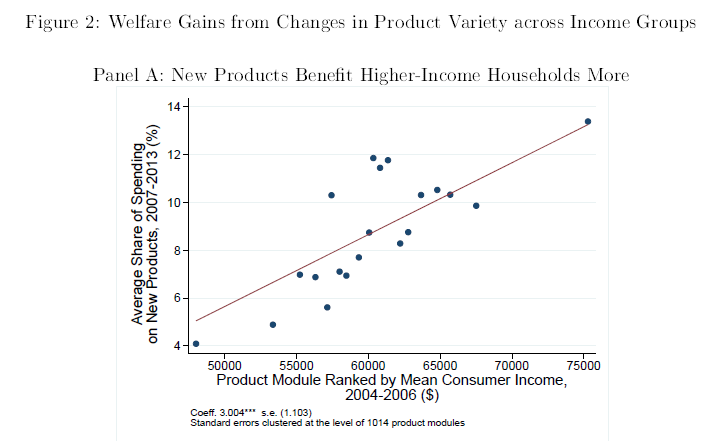 Figure 2: Welfare Gains from Changes in Product Variety across Income Groups
Panel A: New Products Benefit Higher-Income Households More
Average Share of Spending
on New Products, 2007-2013 (%)
14
12
10
8
6
4
50000 55000 60000 65000 70000 75000
Product Module Ranked by Mean Consumer Income,
2004-2006 ($)
Coeff. 3.004*** s.e. (1.103)
Standard errors clustered at the level of 1014 product modules